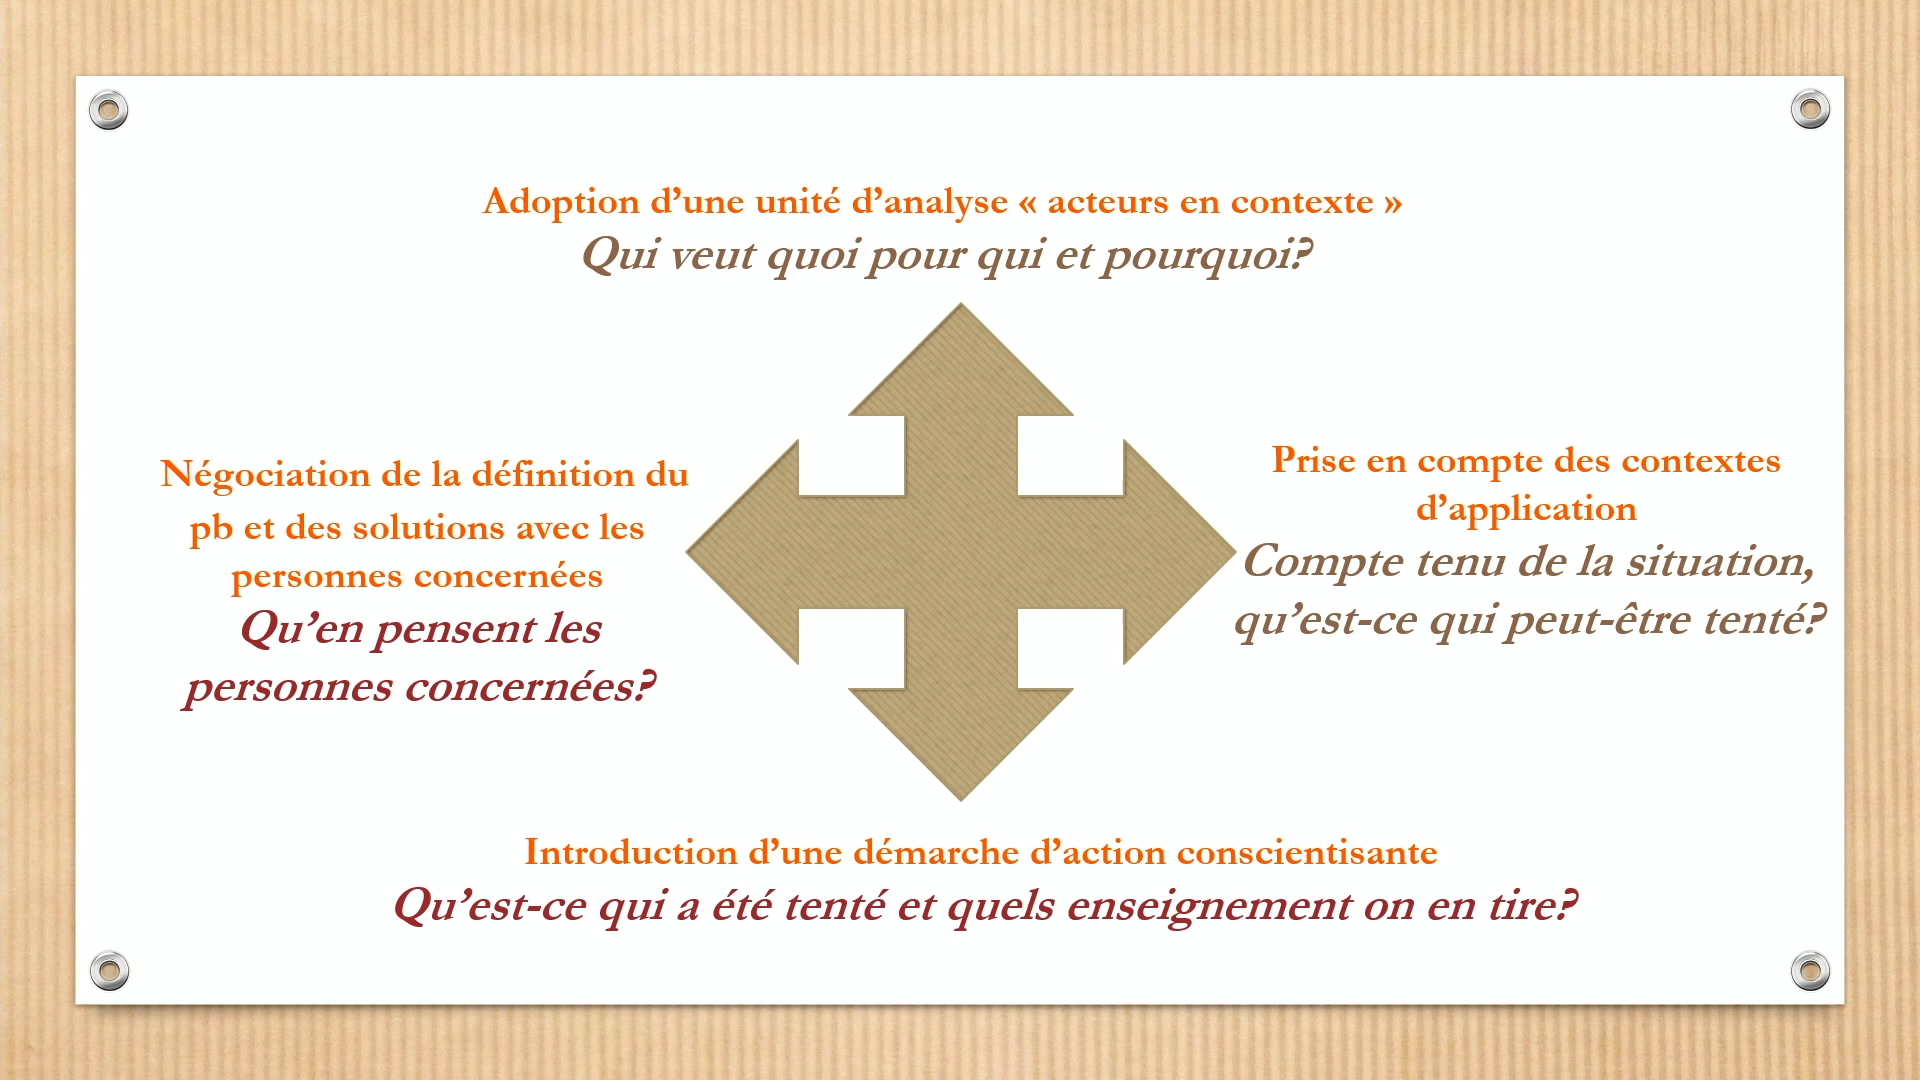 Adoption d’une unité d’analyse « acteurs en contexte »
Qui veut quoi pour qui et pourquoi?
Négociation de la définition du
pb et des solutions avec les
personnes concernées
Qu’en pensent les
personnes concernées?
Prise en compte des contextes
d’application
Compte tenu de la situation,
qu’est-ce qui peut-être tenté?
Introduction d’une démarche d’action conscientisante
Qu’est-ce qui a été tenté et quels enseignement on en tire?